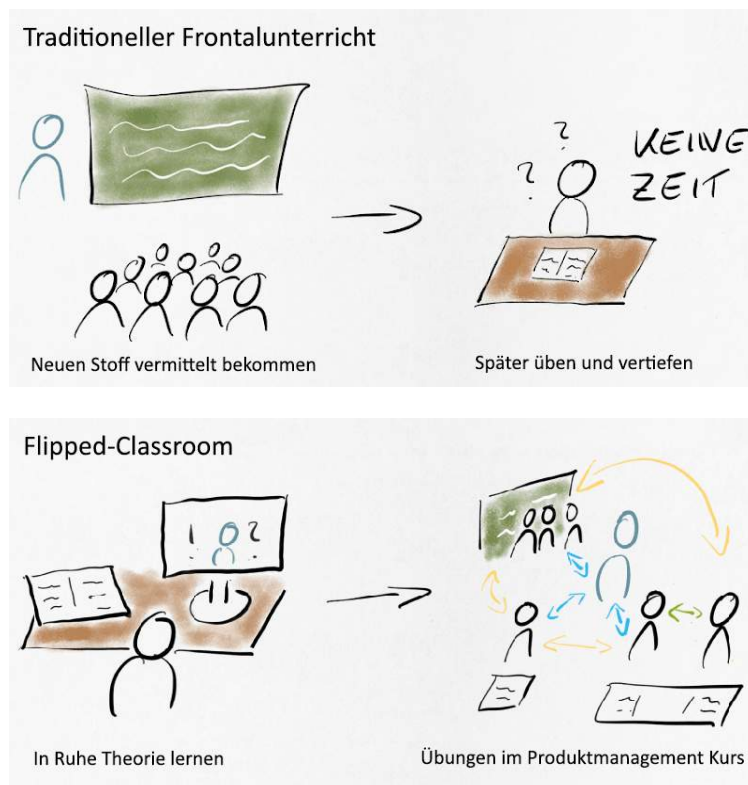 Traditioneller Frontalunterricht
?
?
KEINE
ZEIT
Neuen Stoff vermittelt bekommen
Später üben und vertiefen
Flipped-Classroom
! ?
In Ruhe Theorie lernen
Übungen im Produktmanagement Kurs